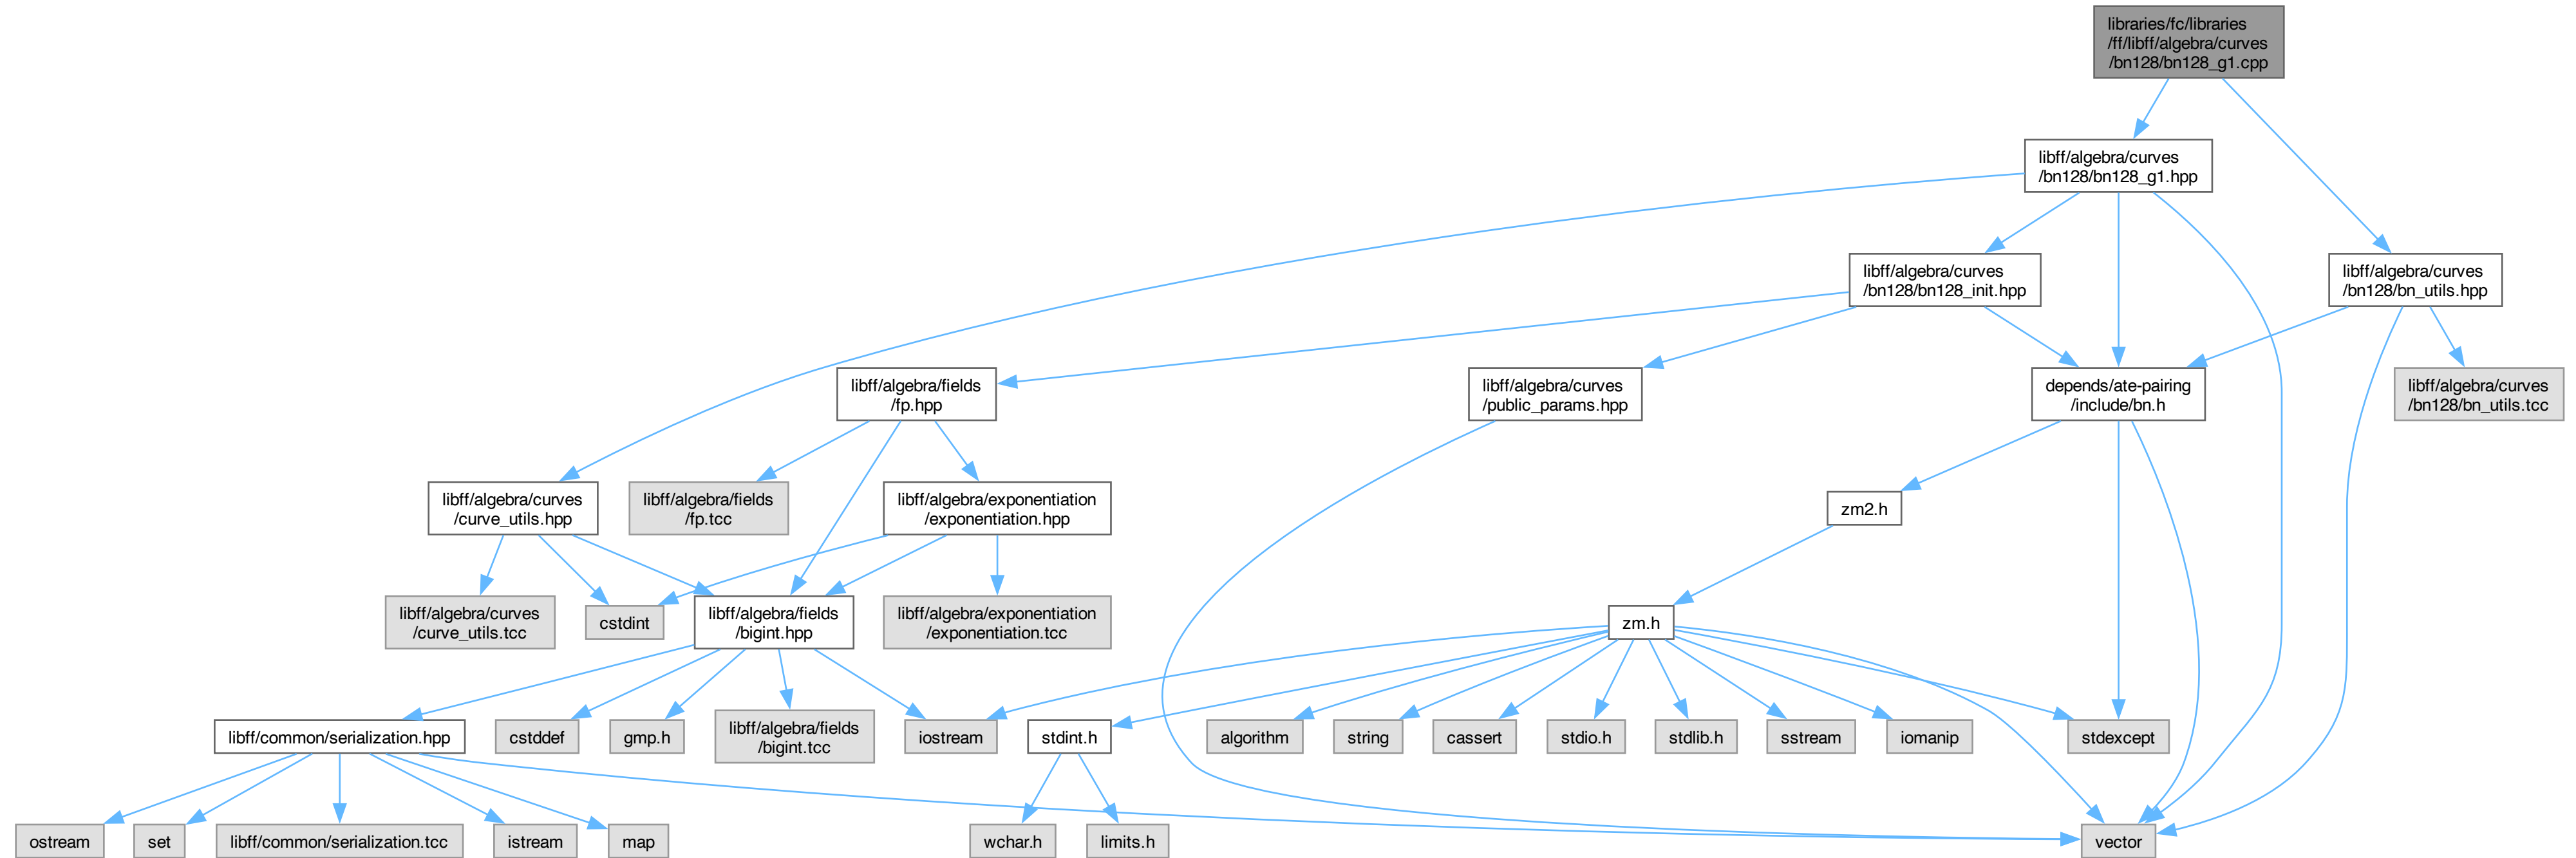 libraries/fc/libraries
/ff/libff/algebra/curves
/bn128/bn128_g1.cpp
libff/algebra/curves
/bn128/bn128_g1.hpp
libff/algebra/curves
/bn128/bn128_init.hpp
libff/algebra/curves
/bn128/bn_utils.hpp
libff/algebra/fields
/fp.hpp
libff/algebra/curves
/public_params.hpp
depends/ate-pairing
/include/bn.h
libff/algebra/curves
/bn128/bn_utils.tcc
libff/algebra/curves
/curve_utils.hpp
libff/algebra/fields
/fp.tcc
libff/algebra/exponentiation
/exponentiation.hpp
zm2.h
libff/algebra/curves
/curve_utils.tcc
cstdint
libff/algebra/fields
/bigint.hpp
libff/algebra/exponentiation
/exponentiation.tcc
zm.h
libff/common/serialization.hpp
cstddef
gmp.h
libff/algebra/fields
/bigint.tcc
iostream
stdint.h
algorithm
string
cassert
stdio.h
stdlib.h
sstream
iomanip
stdexcept
ostream
set
libff/common/serialization.tcc
istream
map
wchar.h
limits.h
vector